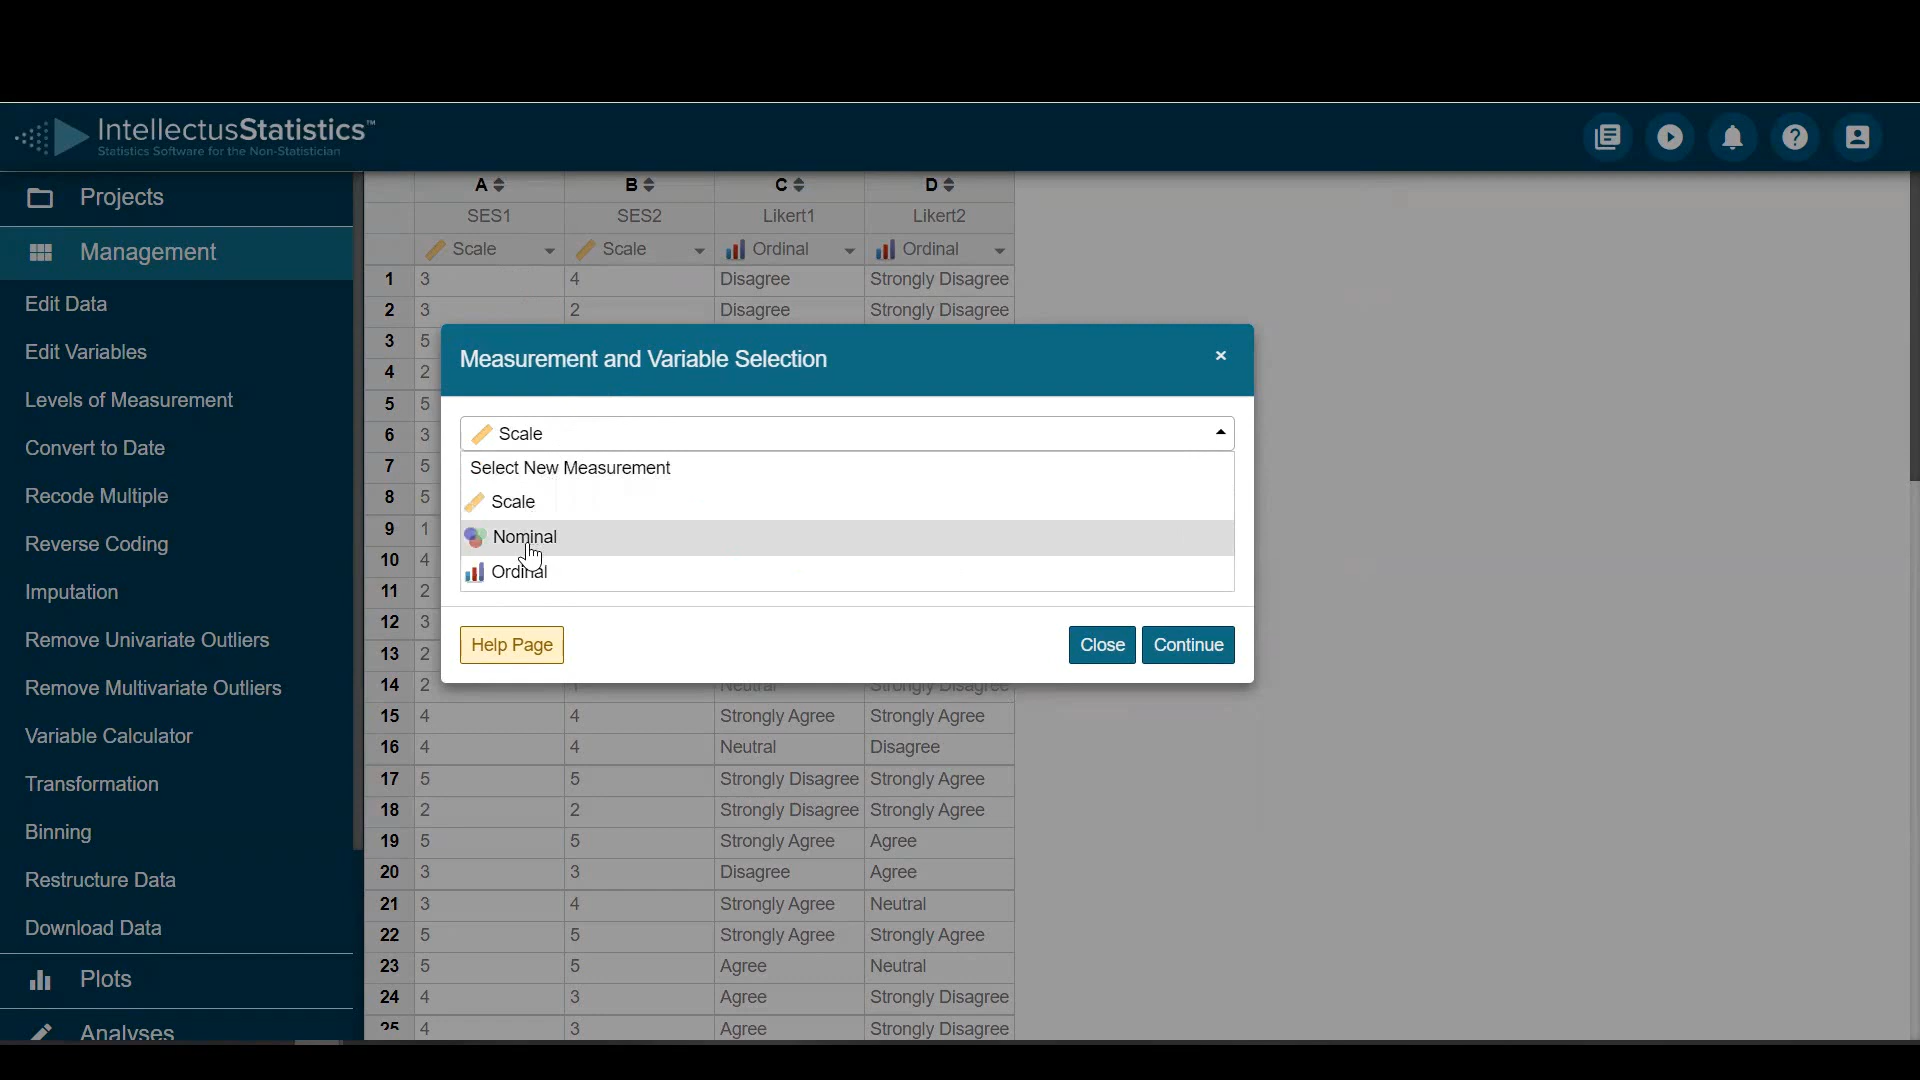 IntellectusStatistics™
Statistics Software for the Non-Statistician
Projects
Management
Edit Data
Edit Variables
Levels of Measurement
Convert to Date
Recode Multiple
Reverse Coding
Imputation
Remove Univariate Outliers
Remove Multivariate Outliers
Variable Calculator
Transformation
Binning
Restructure Data
Download Data
Plots
Analyses
A B C D
SES1 SES2 Likert1 Likert2
Scale Scale Ordinal Ordinal
1 3 4 Disagree Strongly Disagree
2 3 2 Disagree Strongly Disagree
3 5
4 2
5 5
6 3
7 5
8 5
9 1
10 4
11 2
12 3
13 2
14 2 Neutral Strongly Disagree
15 4 4 Strongly Agree Strongly Agree
16 4 4 Neutral Disagree
17 5 5 Strongly Disagree Strongly Agree
18 2 2 Strongly Disagree Strongly Agree
19 5 5 Strongly Agree Agree
20 3 3 Disagree Agree
21 3 4 Strongly Agree Neutral
22 5 5 Strongly Agree Strongly Agree
23 5 5 Agree Neutral
24 4 3 Agree Strongly Disagree
25 4 3 Agree Strongly Disagree
Measurement and Variable Selection
×
Scale
Select New Measurement
Scale
Nominal
Ordinal
Help Page
Close
Continue